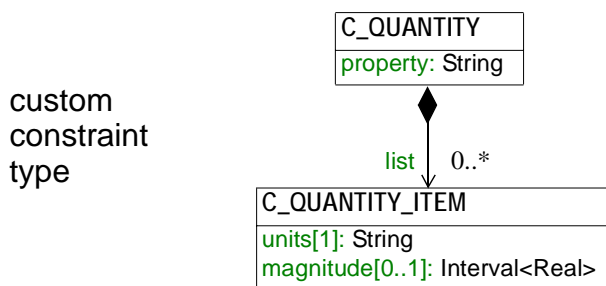 C_QUANTITY
property: String
custom
constraint
type
list 0..*
C_QUANTITY_ITEM
units[1]: String
magnitude[0..1]: Interval<Real>